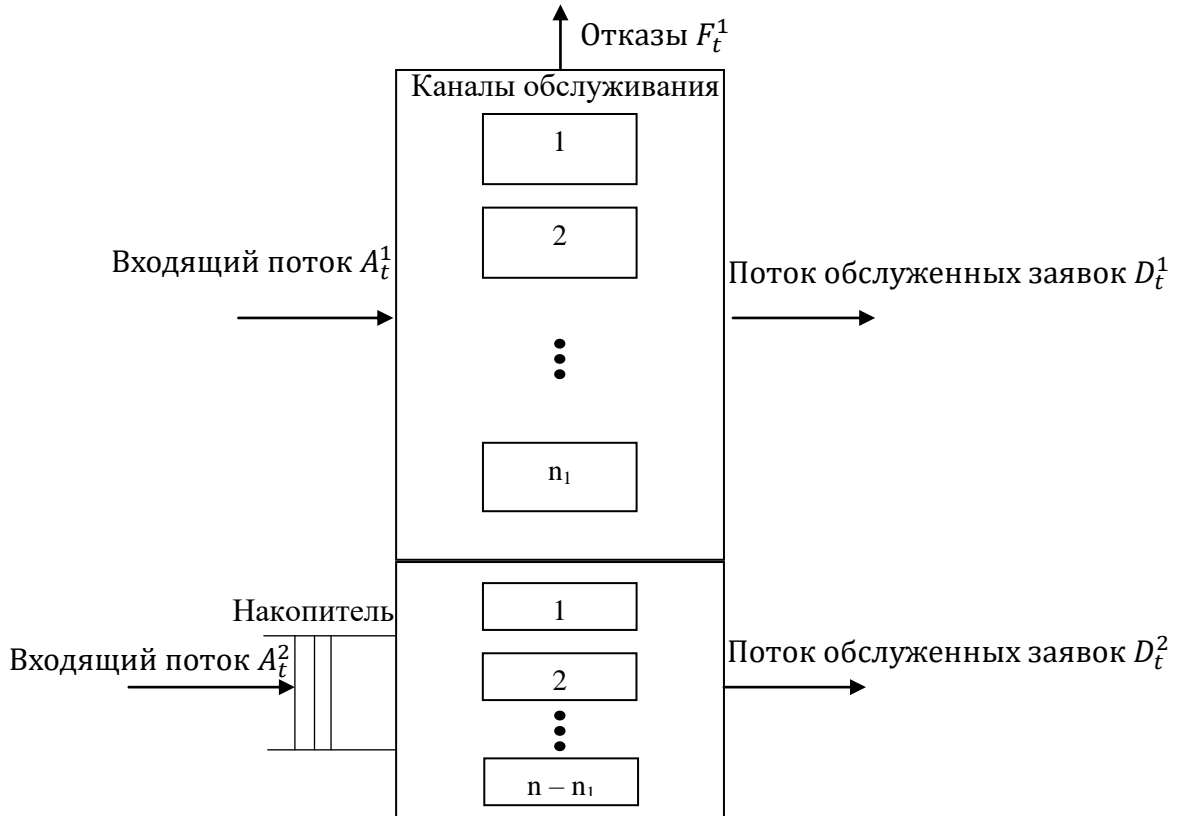 Отказы $F_t^1$
Каналы обслуживания
1
2
Входящий поток $A_t^1$
Поток обслуженных заявок $D_t^1$
n₁
Накопитель
1
Входящий поток $A_t^2$
Поток обслуженных заявок $D_t^2$
2
n – n₁